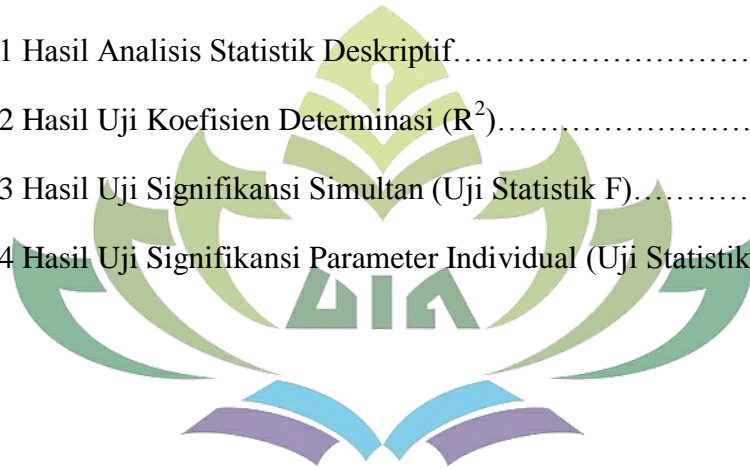 1 Hasil Analisis Statistik Deskriptif………………………
2 Hasil Uji Koefisien Determinasi (R²)…………………
3 Hasil Uji Signifikansi Simultan (Uji Statistik F)………
4 Hasil Uji Signifikansi Parameter Individual (Uji Statistik
UIN